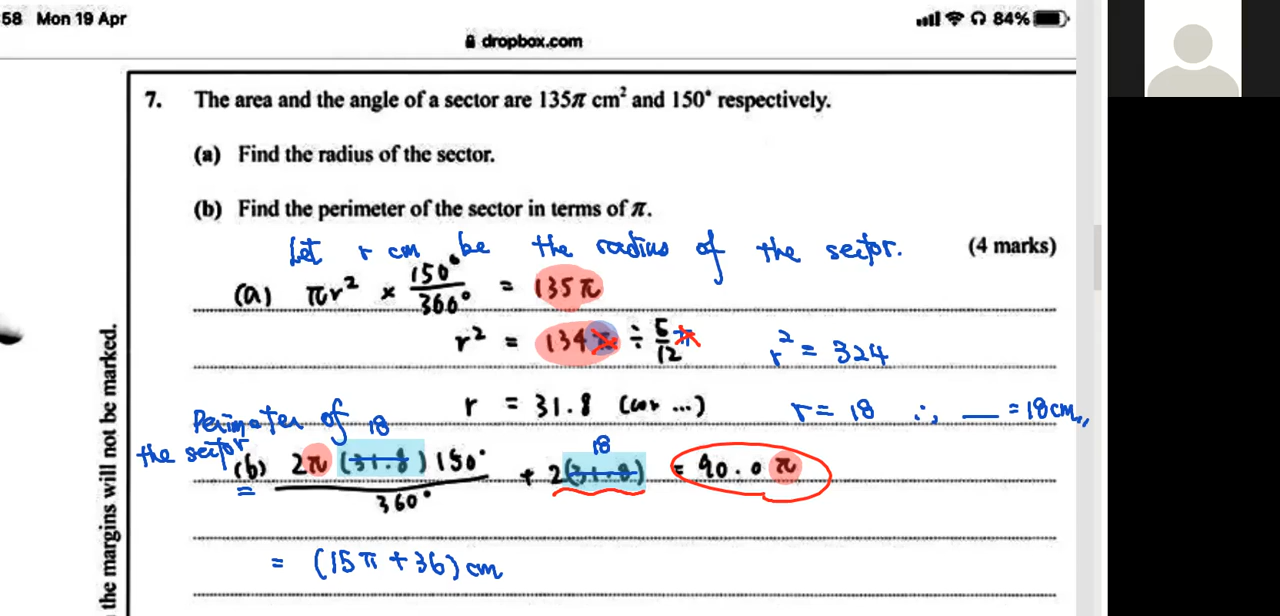 58 Mon 19 Apr 84%
dropbox.com
7. The area and the angle of a sector are 135π cm² and 150° respectively.
(a) Find the radius of the sector.
(b) Find the perimeter of the sector in terms of π.
(4 marks)
Let r cm be the radius of the sector.
(a) πr² × 150°/360° = 135π
r² = 134π ÷ 5/12 π r² = 324
r = 31.8 (cor ...) r = 18 ∴ __ = 18cm,,
Perimeter of the sector
18 18
(b) 2π(31.8)150°/360° + 2(31.8) = 90.0π
=
= (15π + 36) cm
the margins will not be marked.